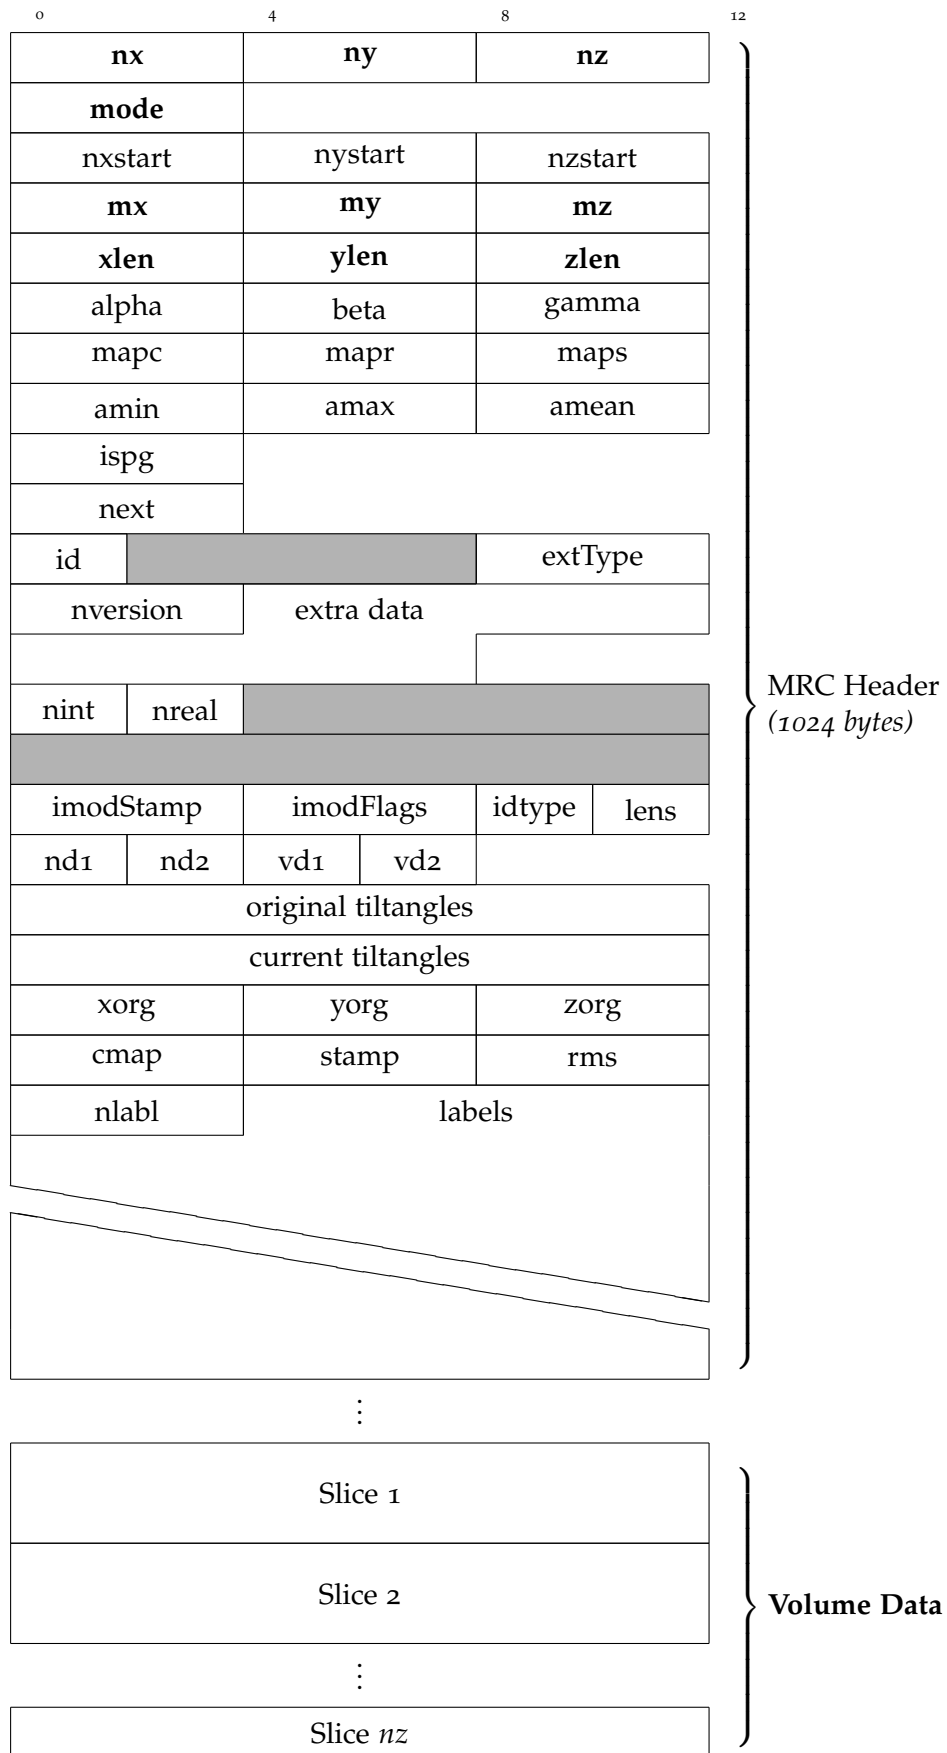 0 4 8 12
nx ny nz
mode
nxstart nystart nzstart
mx my mz
xlen ylen zlen
alpha beta gamma
mapc mapr maps
amin amax amean
ispg
next
id extType
nversion extra data
MRC Header
nint nreal
(1024 bytes)
imodStamp imodFlags idtype lens
nd1 nd2 vd1 vd2
original tiltangles
current tiltangles
xorg yorg zorg
cmap stamp rms
nlabl labels
⋮
Slice 1
Slice 2
Volume Data
⋮
Slice nz